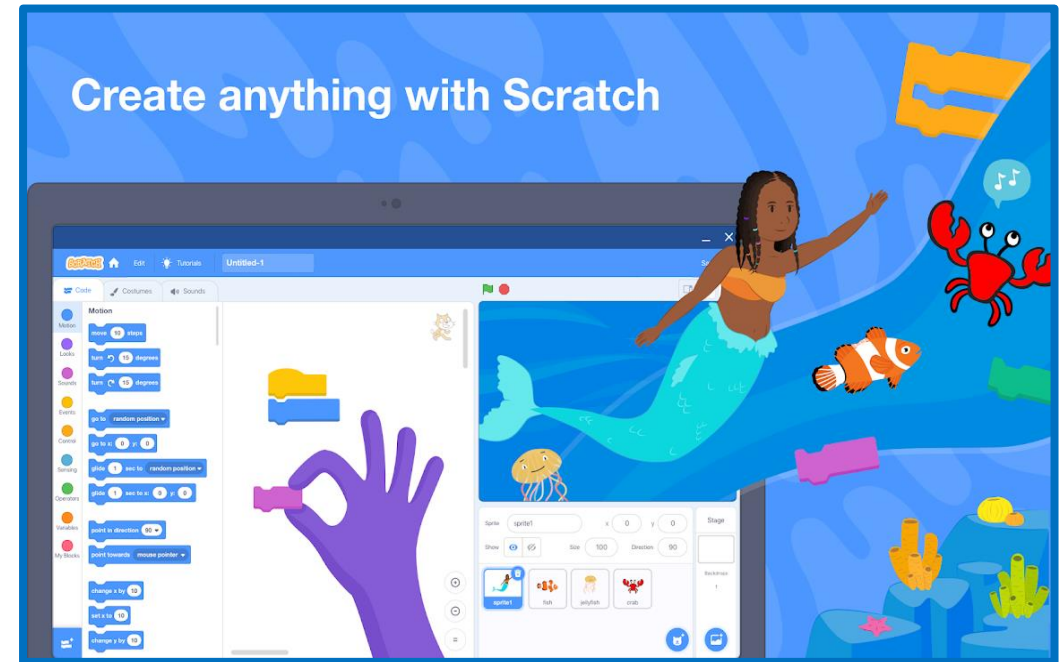 Create anything with Scratch
SCRATCH Edit Tutorials Untitled-1
Code Costumes Sounds
Motion
Motion
Looks
Sounds
Events
Control
Sensing
Operators
Variables
My Blocks
move 10 steps
turn 15 degrees
turn 15 degrees
go to random position
go to x: 0 y: 0
glide 1 sec to random position
glide 1 sec to x: 0 y: 0
point in direction 90
point towards mouse pointer
change x by 10
set x to 10
change y by 10
Sprite sprite1 x 0 y 0
Show Size 100 Direction 90
sprite1 fish jellyfish crab
Stage
Backdrops
1